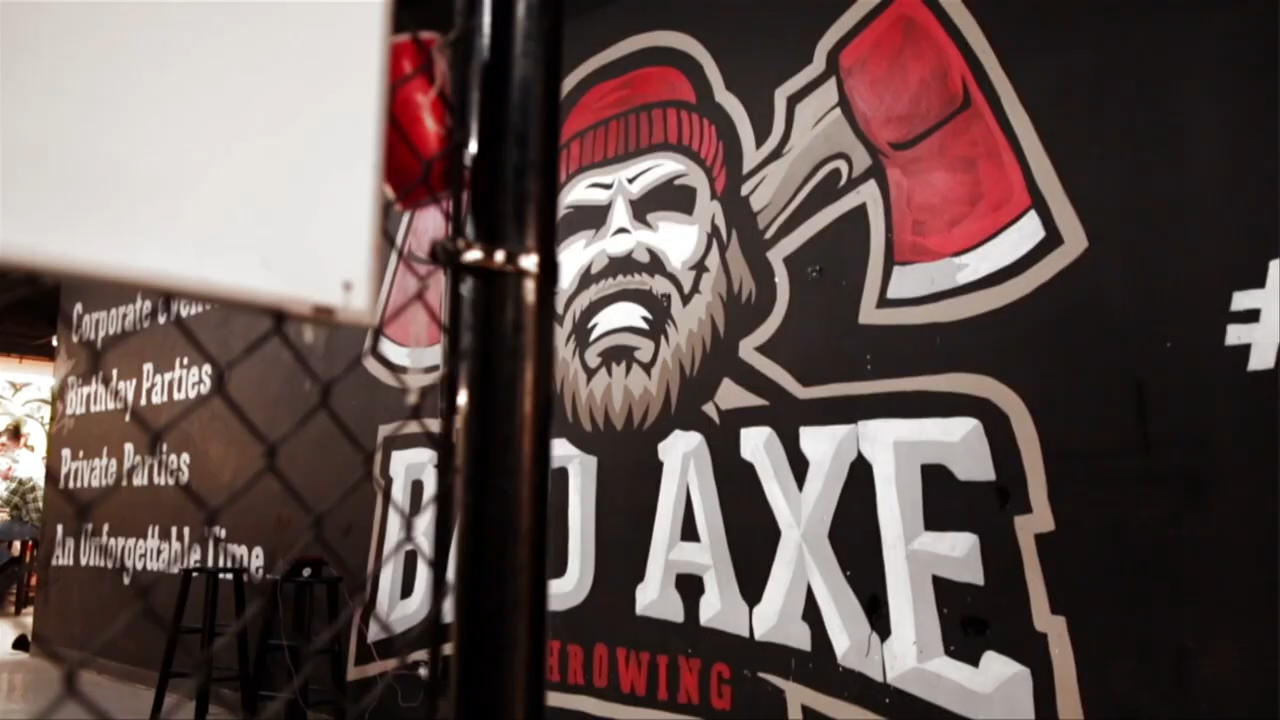 Corporate
Birthday Parties
Private Parties
An Unforgettable Time
B D AXE
HROWING
#